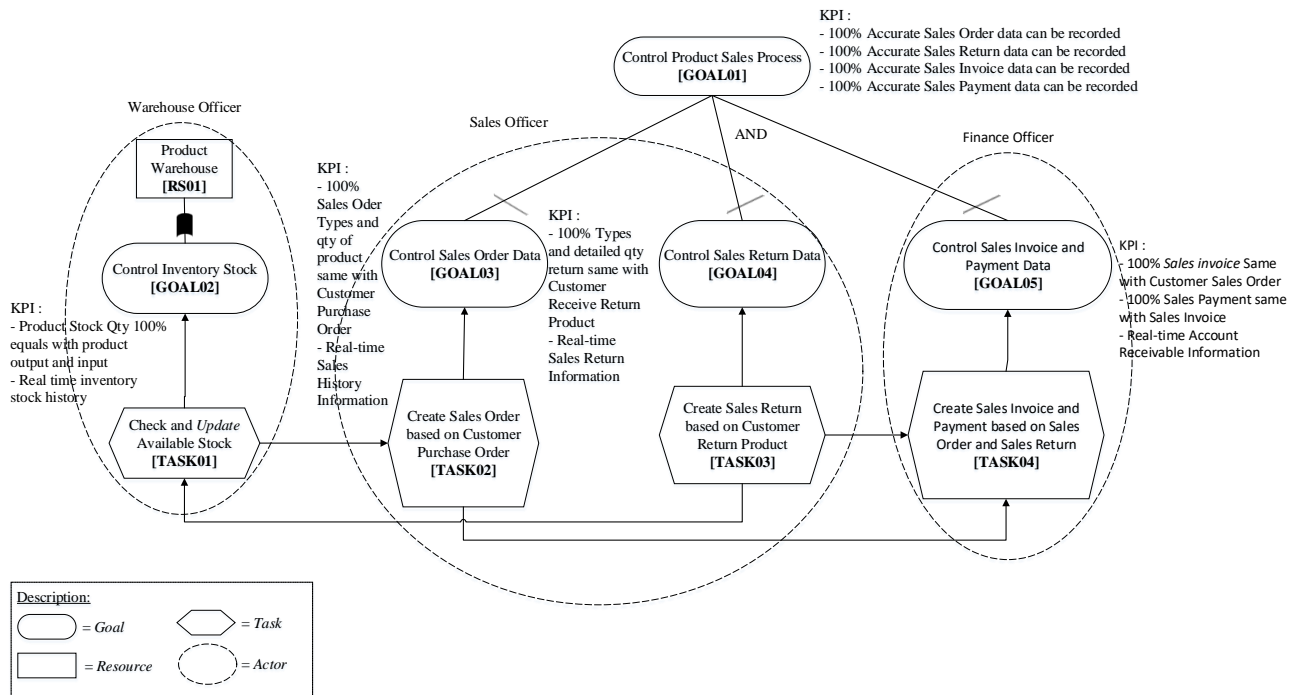 KPI :
- 100% Accurate Sales Order data can be recorded
- 100% Accurate Sales Return data can be recorded
- 100% Accurate Sales Invoice data can be recorded
- 100% Accurate Sales Payment data can be recorded
Control Product Sales Process
[GOAL01]
Warehouse Officer
Sales Officer
AND
Finance Officer
Product
Warehouse
[RS01]
KPI :
- 100%
Sales Oder
Types and
qty of
product
same with
Customer
Purchase
Order
- Real-time
Sales
History
Information
KPI :
- 100% Types
and detailed qty
return same with
Customer
Receive Return
Product
- Real-time
Sales Return
Information
Control Inventory Stock
[GOAL02]
Control Sales Order Data
[GOAL03]
Control Sales Return Data
[GOAL04]
Control Sales Invoice and
Payment Data
[GOAL05]
KPI :
- 100% Sales invoice Same
with Customer Sales Order
- 100% Sales Payment same
with Sales Invoice
- Real-time Account
Receivable Information
KPI :
- Product Stock Qty 100%
equals with product
output and input
- Real time inventory
stock history
Check and Update
Available Stock
[TASK01]
Create Sales Order
based on Customer
Purchase Order
[TASK02]
Create Sales Return
based on Customer
Return Product
[TASK03]
Create Sales Invoice and
Payment based on Sales
Order and Sales Return
[TASK04]
Description:
= Goal
= Task
= Resource
= Actor